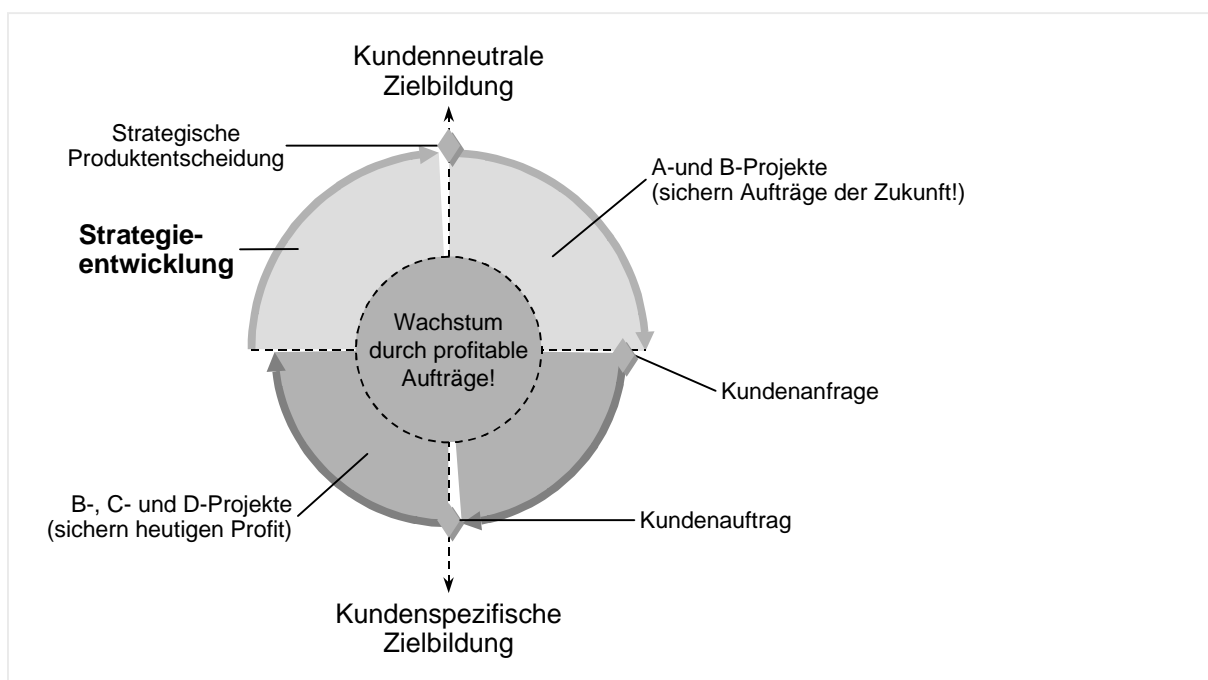 Kundenneutrale
Zielbildung
Strategische
Produktentscheidung
A-und B-Projekte
(sichern Aufträge der Zukunft!)
Strategie-
entwicklung
Wachstum
durch profitable
Aufträge!
Kundenanfrage
B-, C- und D-Projekte
(sichern heutigen Profit)
Kundenauftrag
Kundenspezifische
Zielbildung